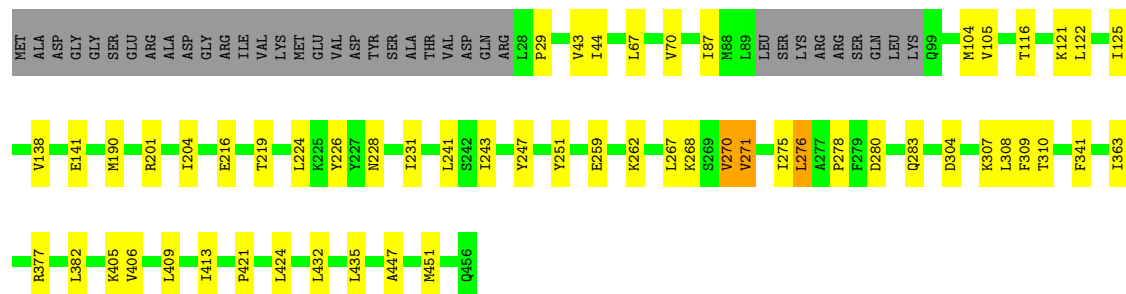 MET ALA ASP GLY GLY SER GLU ARG ALA ASP GLY ARG ILE VAL LYS MET GLU VAL ASP TYR SER ALA THR VAL ASP GLN ARG L28 P29 V43 I44 L67 V70 I87 M88 L89 LEU SER LYS ARG ARG SER GLN LEU LYS Q99 M104 V105 T116 K121 L122 I125
V138 E141 M190 R201 I204 E216 T219 L224 K225 Y226 Y227 N228 I231 L241 S242 I243 Y247 Y251 E259 K262 L267 K268 S269 V270 V271 I275 L276 A277 P278 F279 D280 Q283 D304 K307 L308 F309 T310 F341 I363
R377 L382 K405 V406 L409 I413 P421 L424 L432 L435 A447 M451 Q456